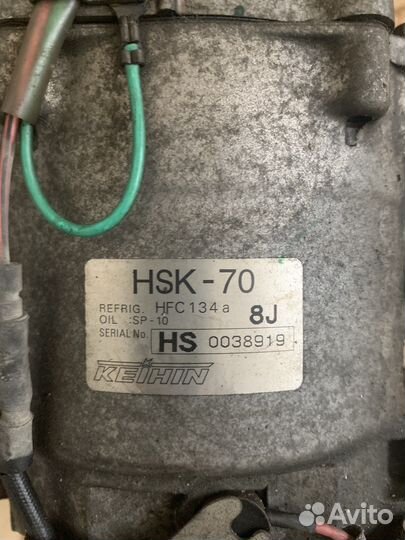 HSK-70
REFRIG. HFC134a
OIL :SP-10 8J
SERIAL No. HS 0038919
KEIHIN
Avito